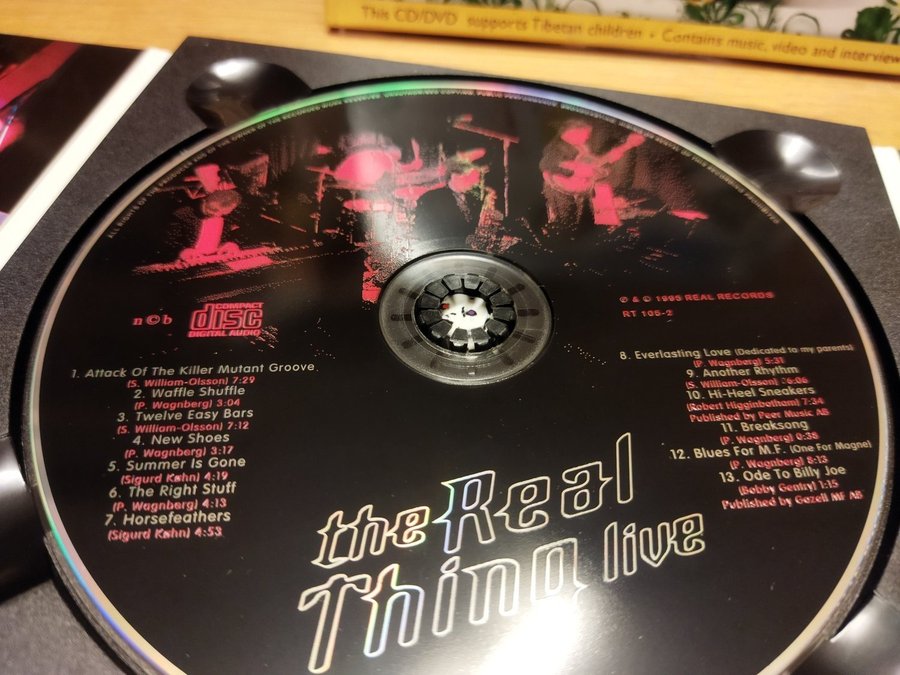 This CD/DVD supports Tibetan children • Contains music, video and interview
n©b
COMPACT
disc
DIGITAL AUDIO
℗ & © 1995 REAL RECORDS
RT 105-2
1. Attack Of The Killer Mutant Groove
(S. William-Olsson) 7:29
2. Waffle Shuffle
(P. Wagnberg) 3:04
3. Twelve Easy Bars
(S. William-Olsson) 7:12
4. New Shoes
(P. Wagnberg) 3:17
5. Summer Is Gone
(Sigurd Køhn) 4:19
6. The Right Stuff
(P. Wagnberg) 4:13
7. Horsefeathers
(Sigurd Køhn) 4:53
8. Everlasting Love (Dedicated to my parents)
(P. Wagnberg) 5:31
9. Another Rhythm
(S. William-Olsson) 6:06
10. Hi-Heel Sneakers
(Robert Higginbotham) 7:34
Published by Peer Music AB
11. Breaksong
(P. Wagnberg) 0:38
12. Blues For M.F. (One For Magne)
(P. Wagnberg) 8:13
13. Ode To Billy Joe
(Bobby Gentry) 1:15
Published by Gazell MF AB
the Real
Thing live